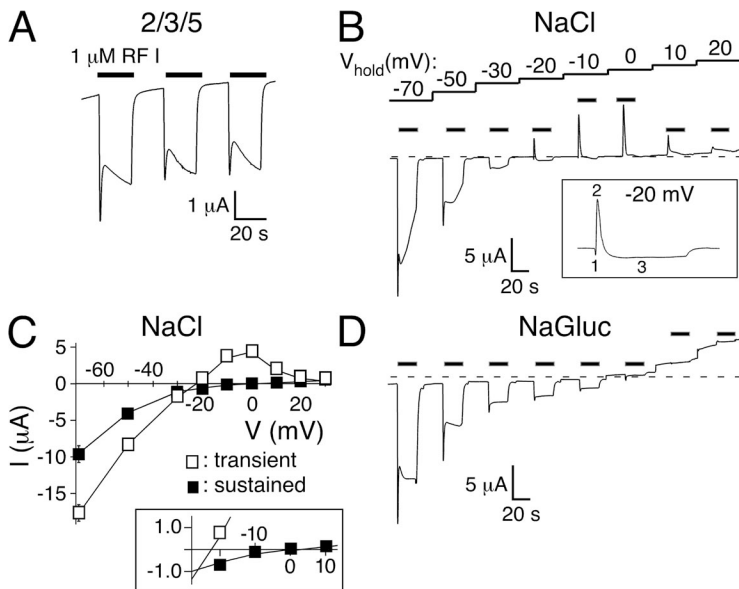 A
2/3/5
1 µM RF I
1 µA
20 s
B
NaCl
Vhold(mV):
-70 -50 -30 -20 -10 0 10 20
5 µA
20 s
-20 mV
2
1
3
C
NaCl
5
0
-5
-10
-15
I (µA)
-60 -40 -20 0 20
V (mV)
: transient
: sustained
1.0
-1.0
-10
0 10
D
NaGluc
5 µA
20 s